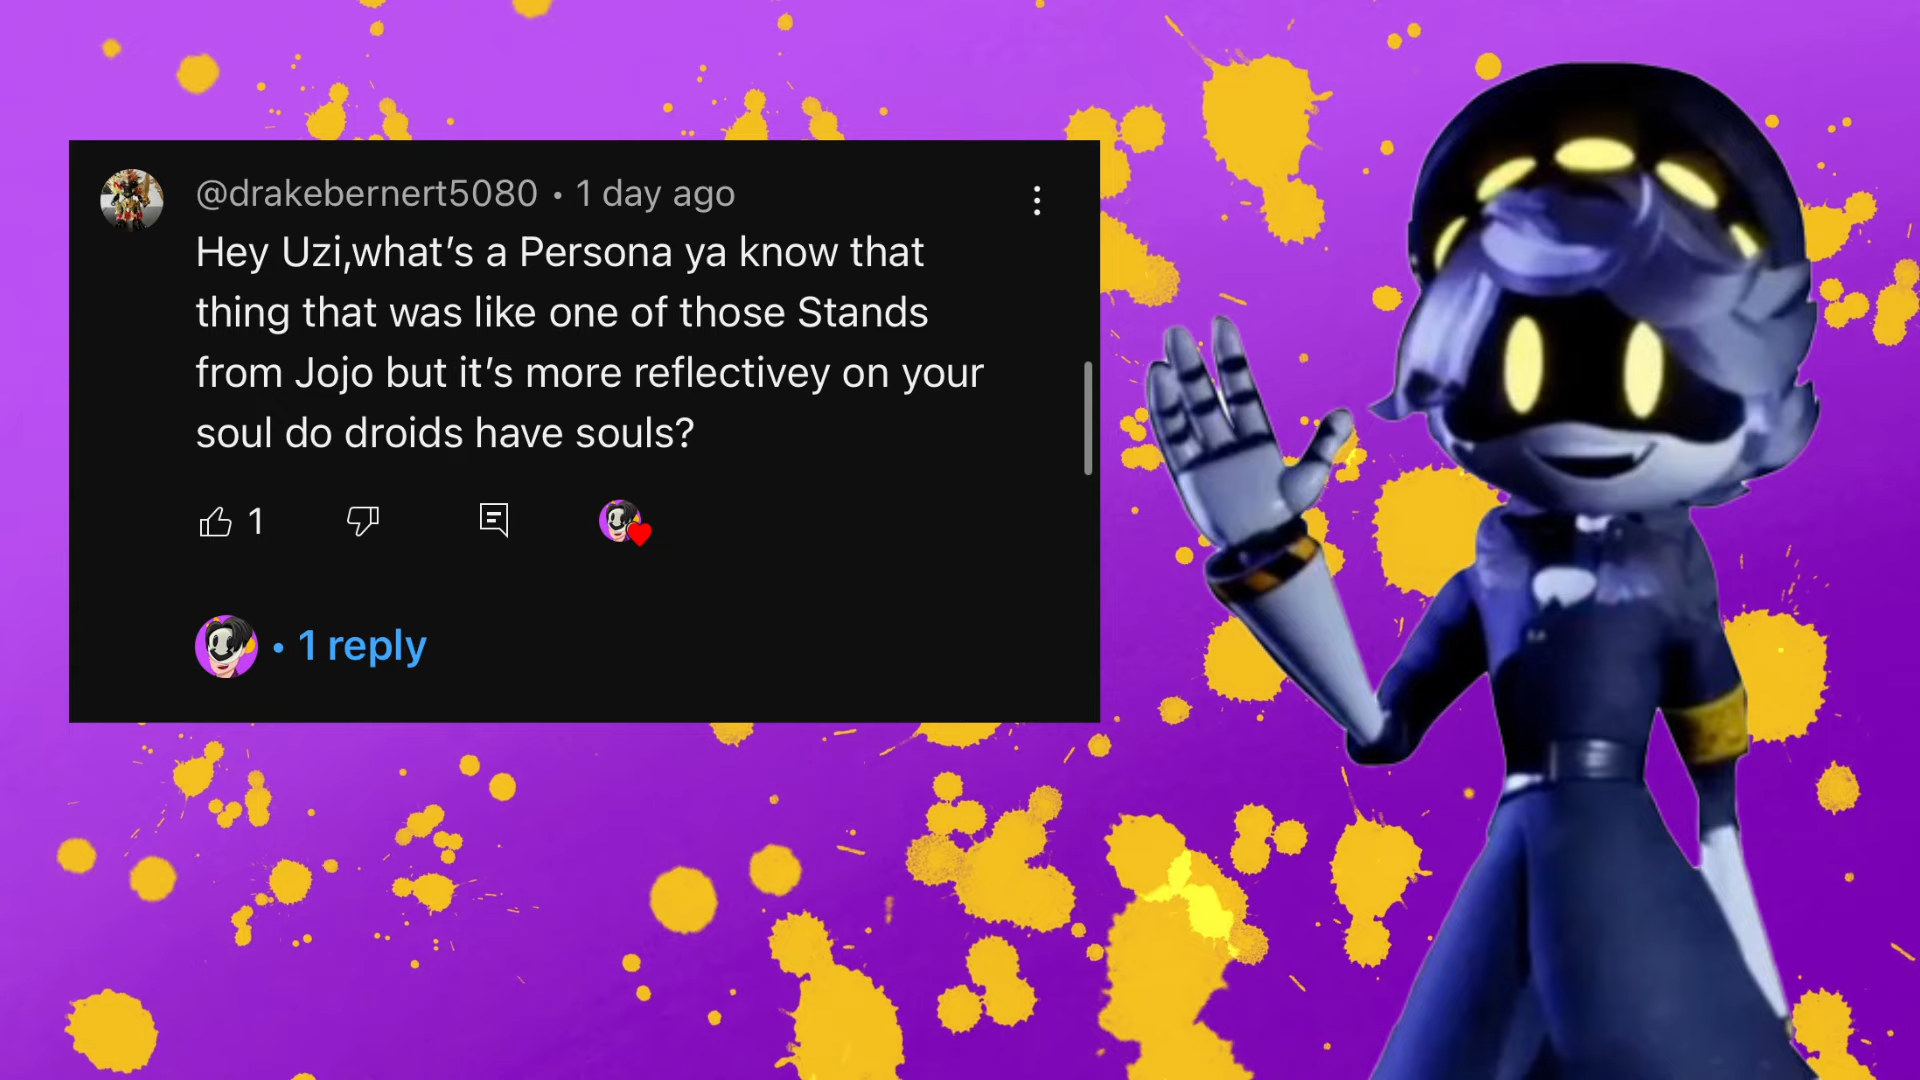 @drakebernert5080 • 1 day ago
Hey Uzi,what’s a Persona ya know that
thing that was like one of those Stands
from Jojo but it’s more reflectivey on your
soul do droids have souls?
1
• 1 reply